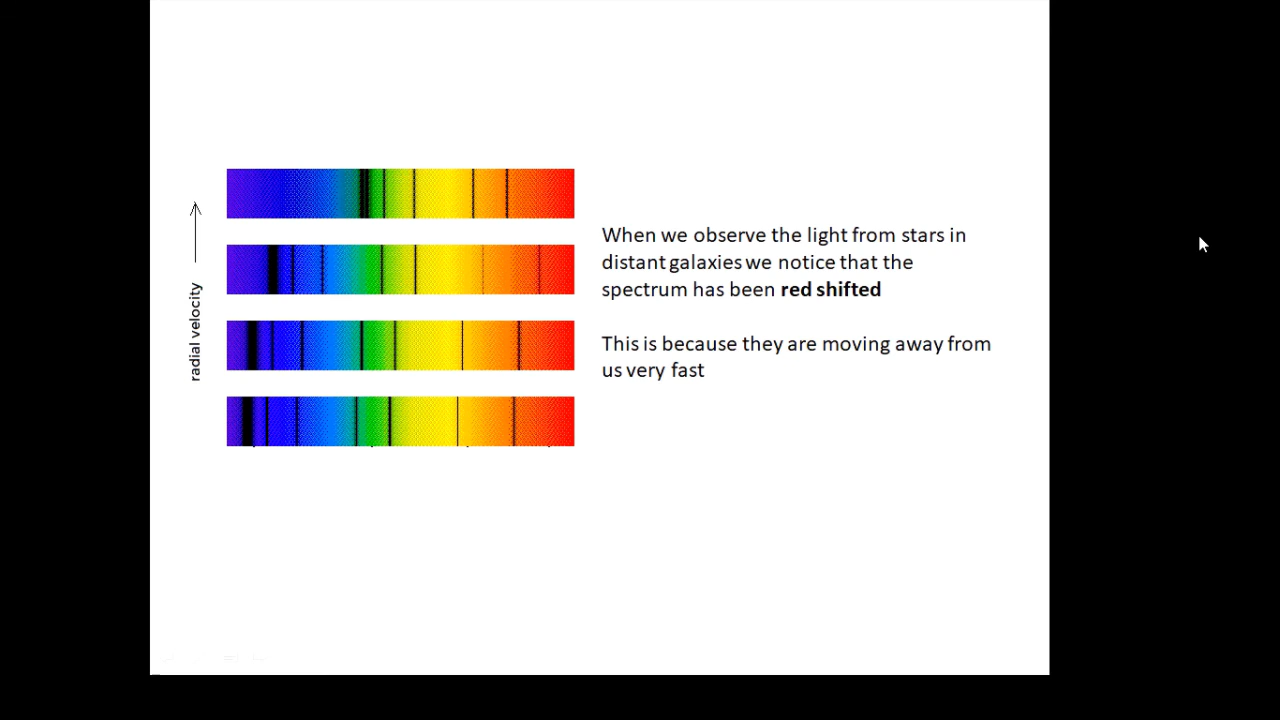 radial velocity
When we observe the light from stars in
distant galaxies we notice that the
spectrum has been red shifted
This is because they are moving away from
us very fast